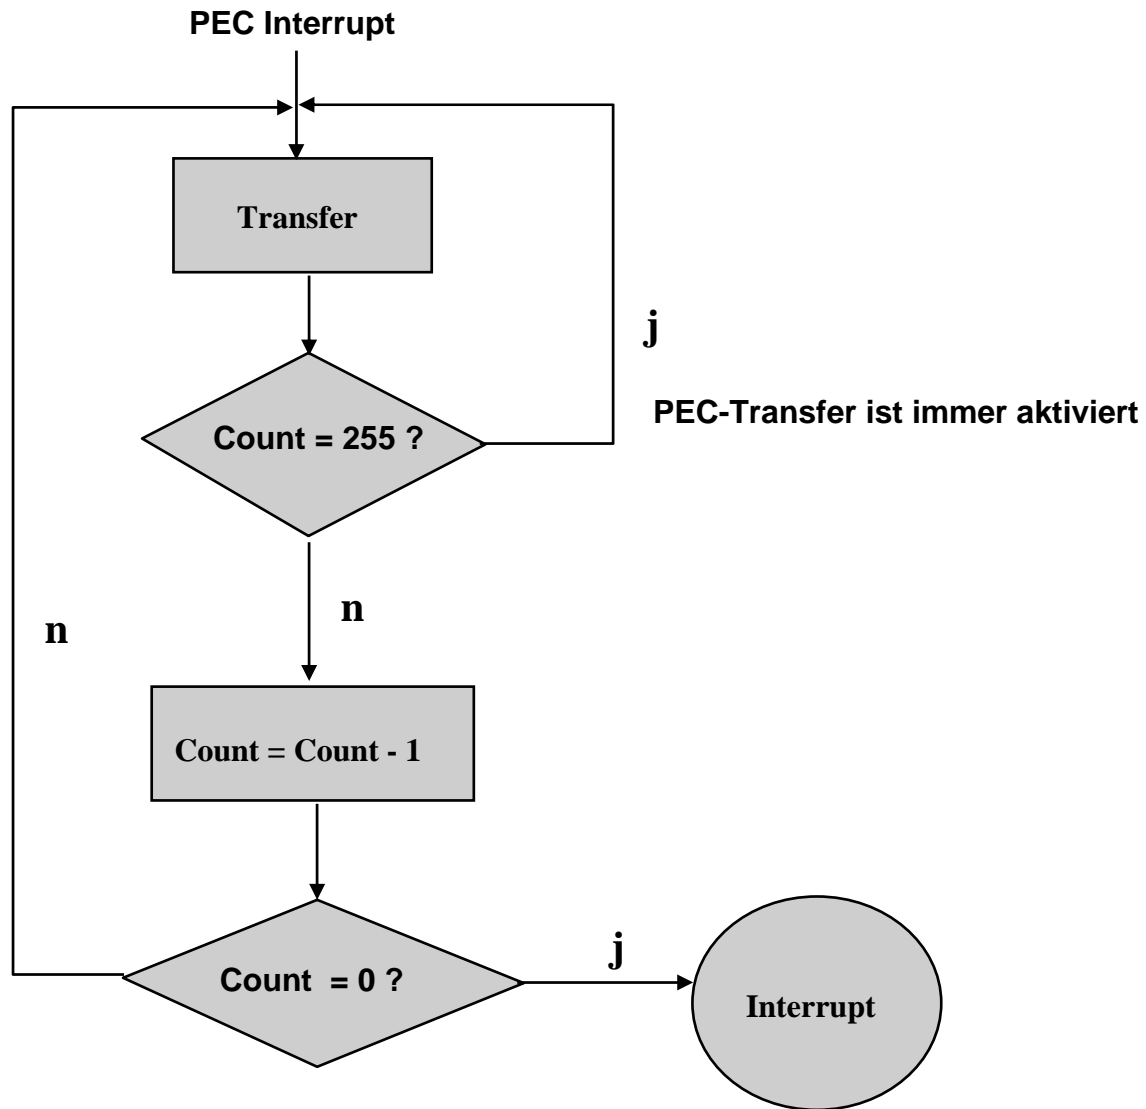 PEC Interrupt
Transfer
j
PEC-Transfer ist immer aktiviert
Count = 255 ?
n
n
Count = Count - 1
j
Count = 0 ?
Interrupt